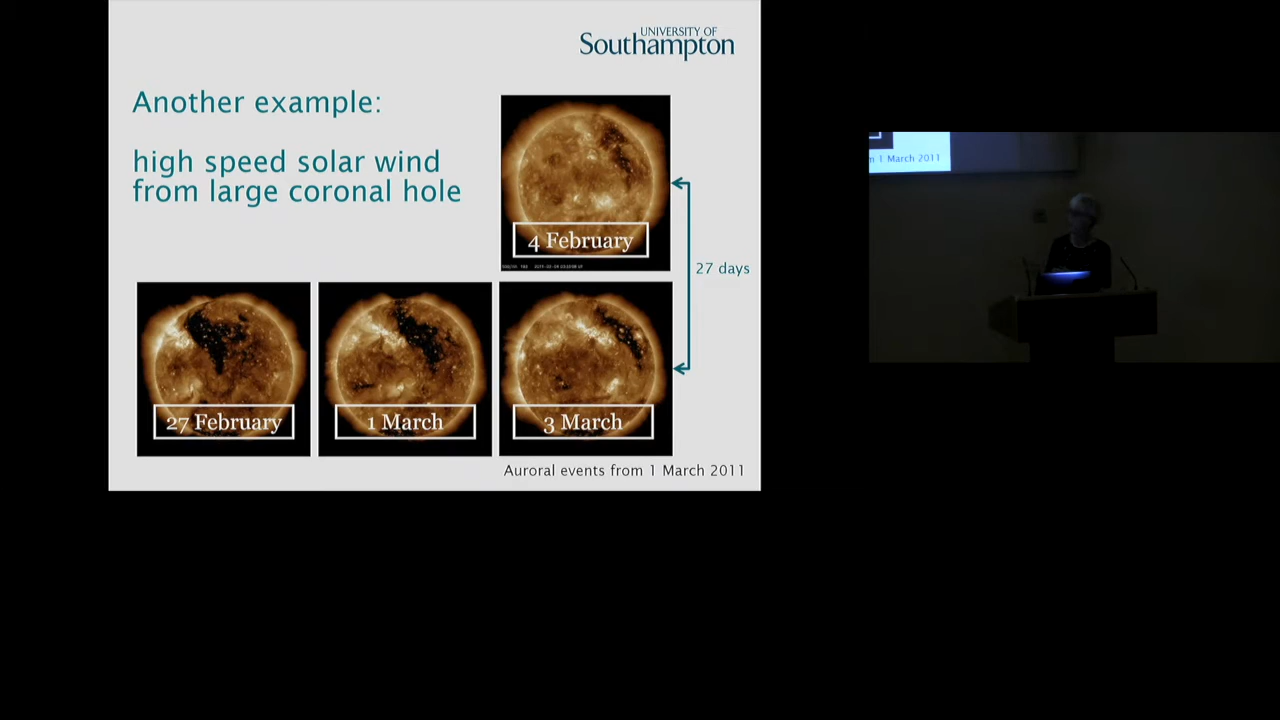 UNIVERSITY OF
Southampton
Another example:
high speed solar wind
from large coronal hole
4 February
27 days
27 February
1 March
3 March
Auroral events from 1 March 2011
m 1 March 2011